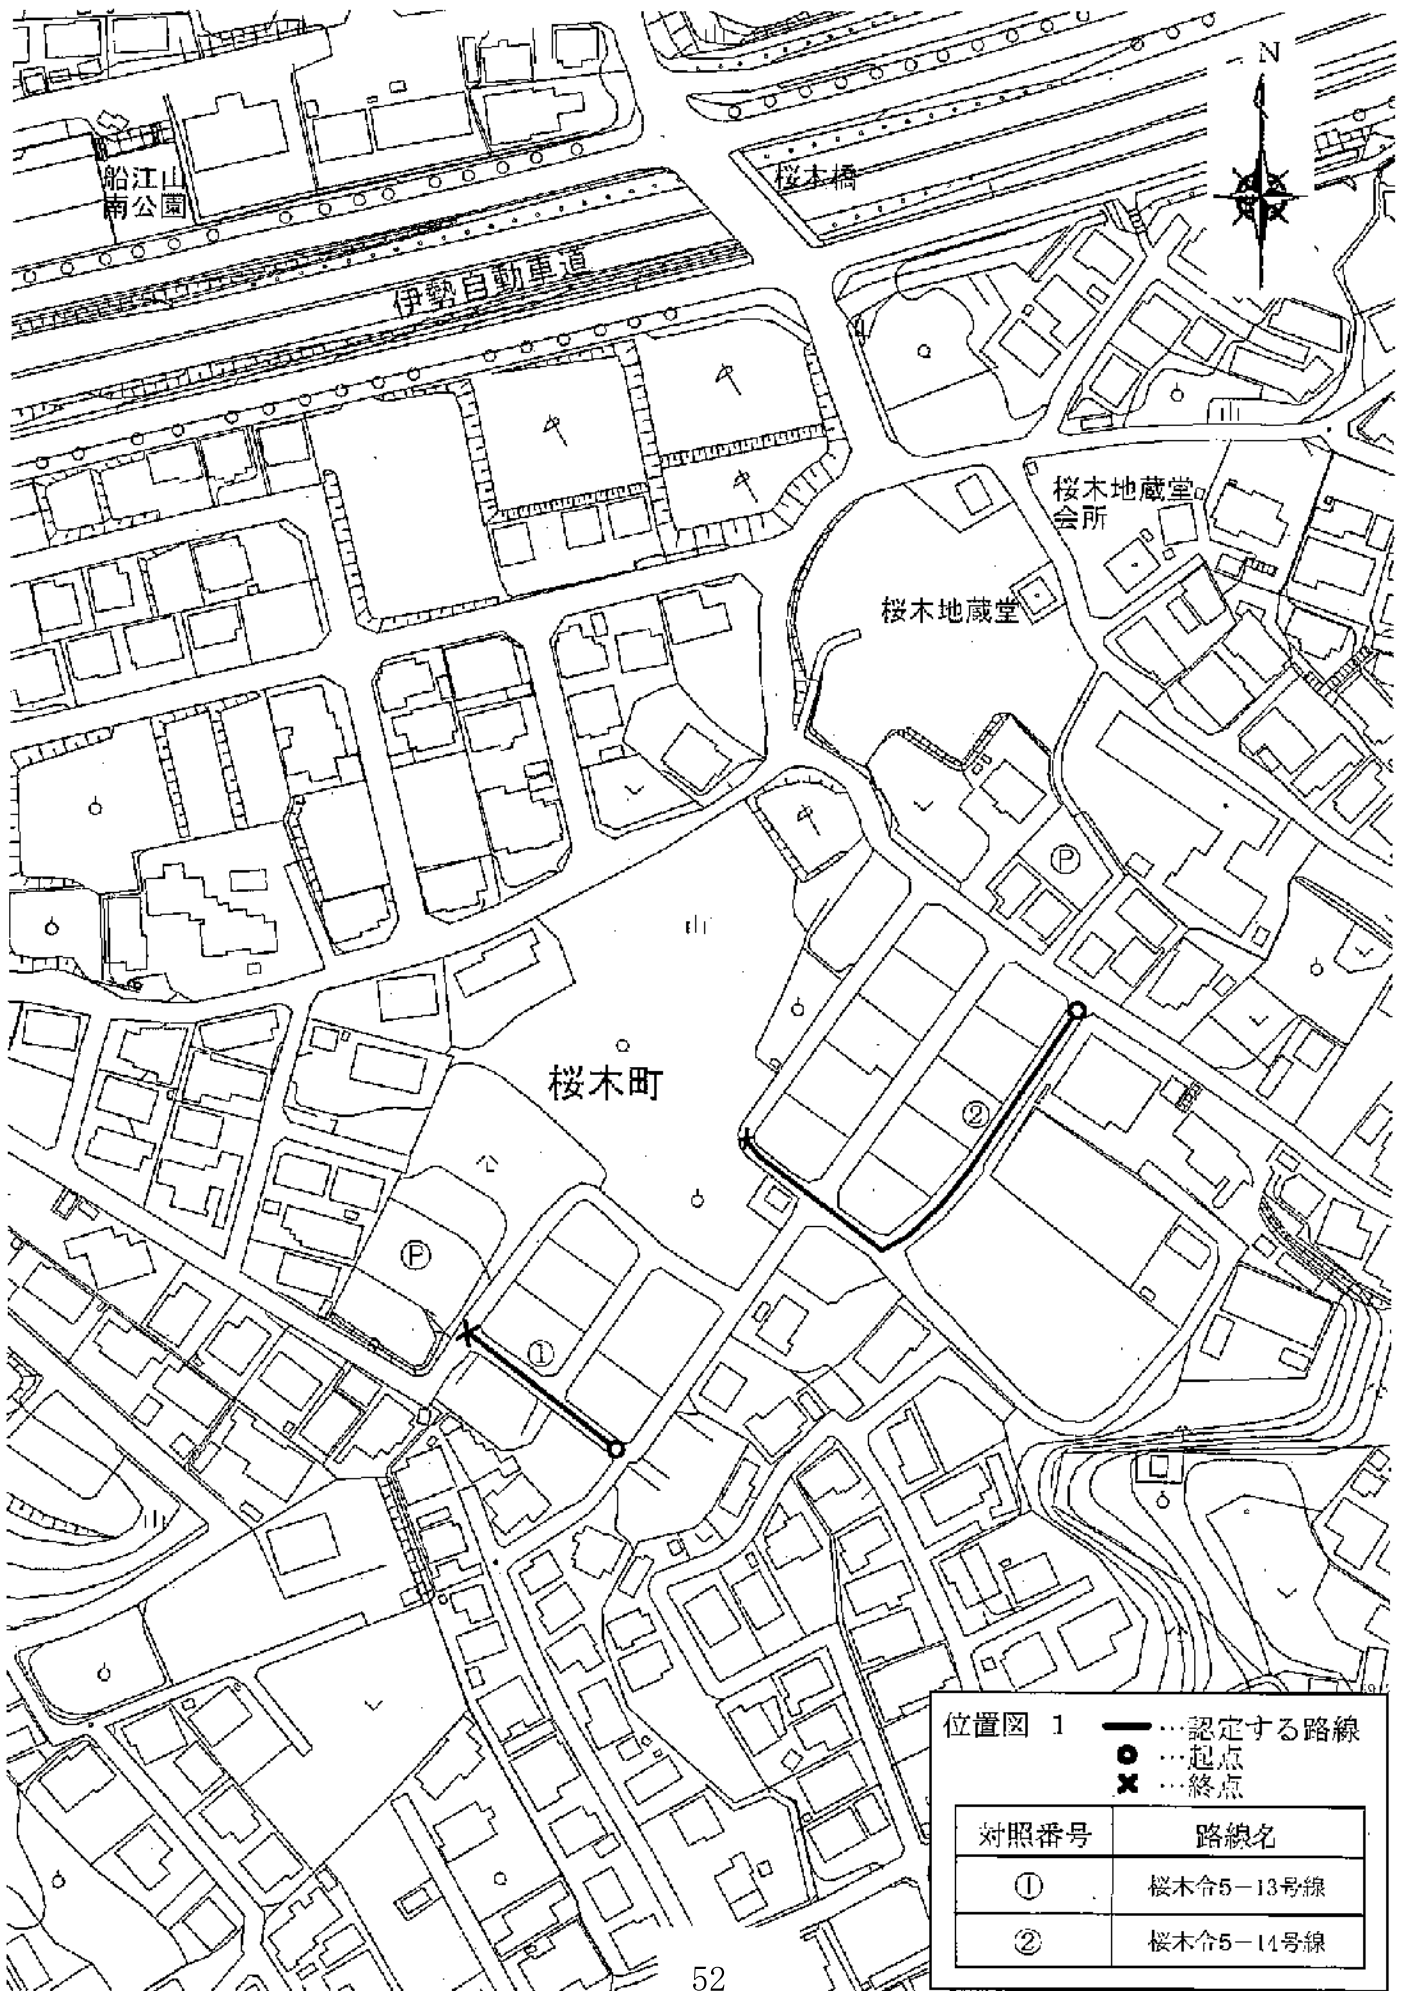 N
船江山
南公園
桜木橋
伊勢自動車道
桜木地蔵堂
会所
桜木地蔵堂
P
桜木町
②
P
①
位置図 1
…認定する路線
…起点
…終点
対照番号 路線名
① 桜木令5-13号線
② 桜木令5-14号線
52